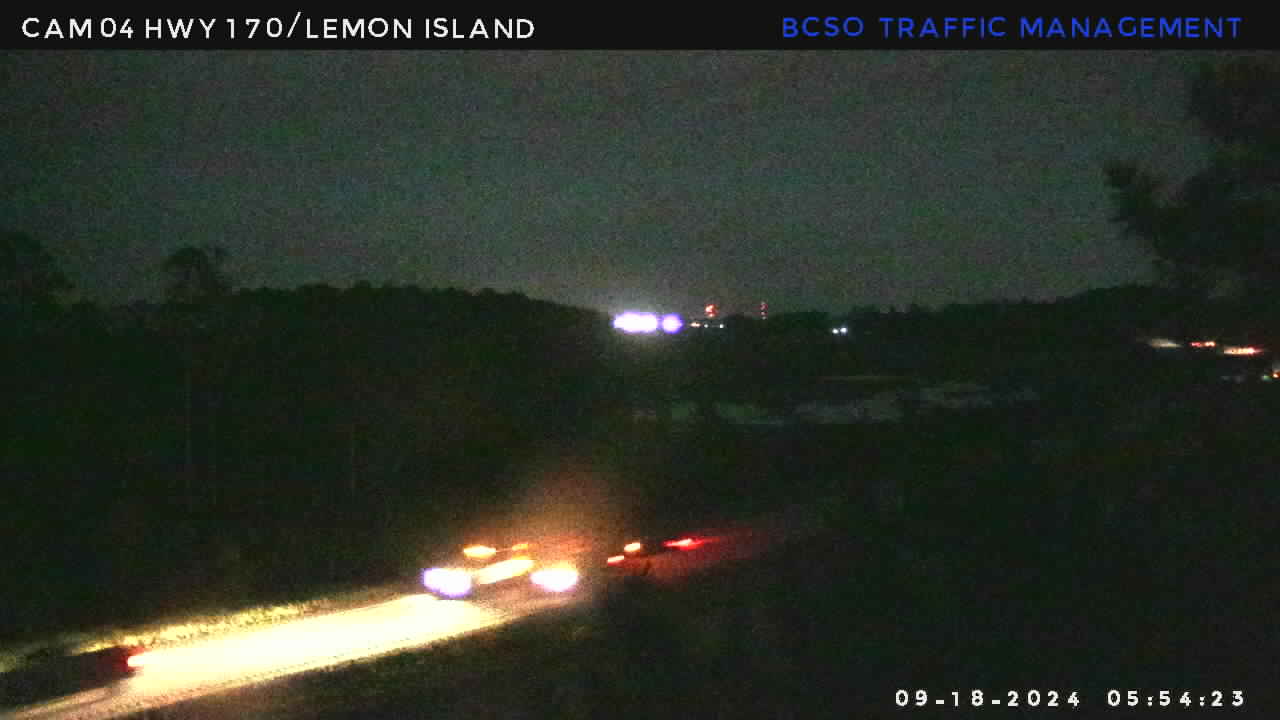 CAM04 HWY 170/LEMON ISLAND
BCSO TRAFFIC MANAGEMENT
09-18-2024 05:54:23